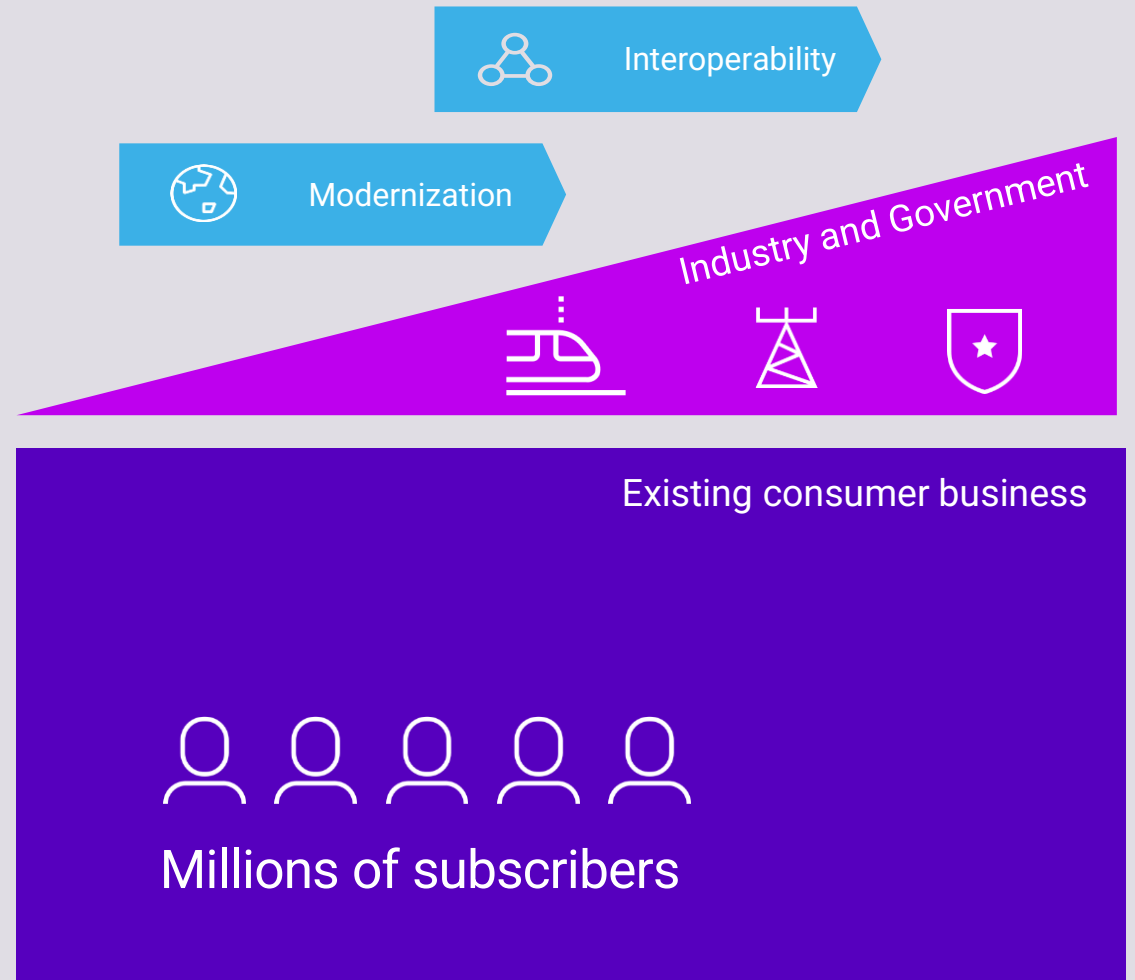 Interoperability
Modernization
Industry and Government
Existing consumer business
Millions of subscribers